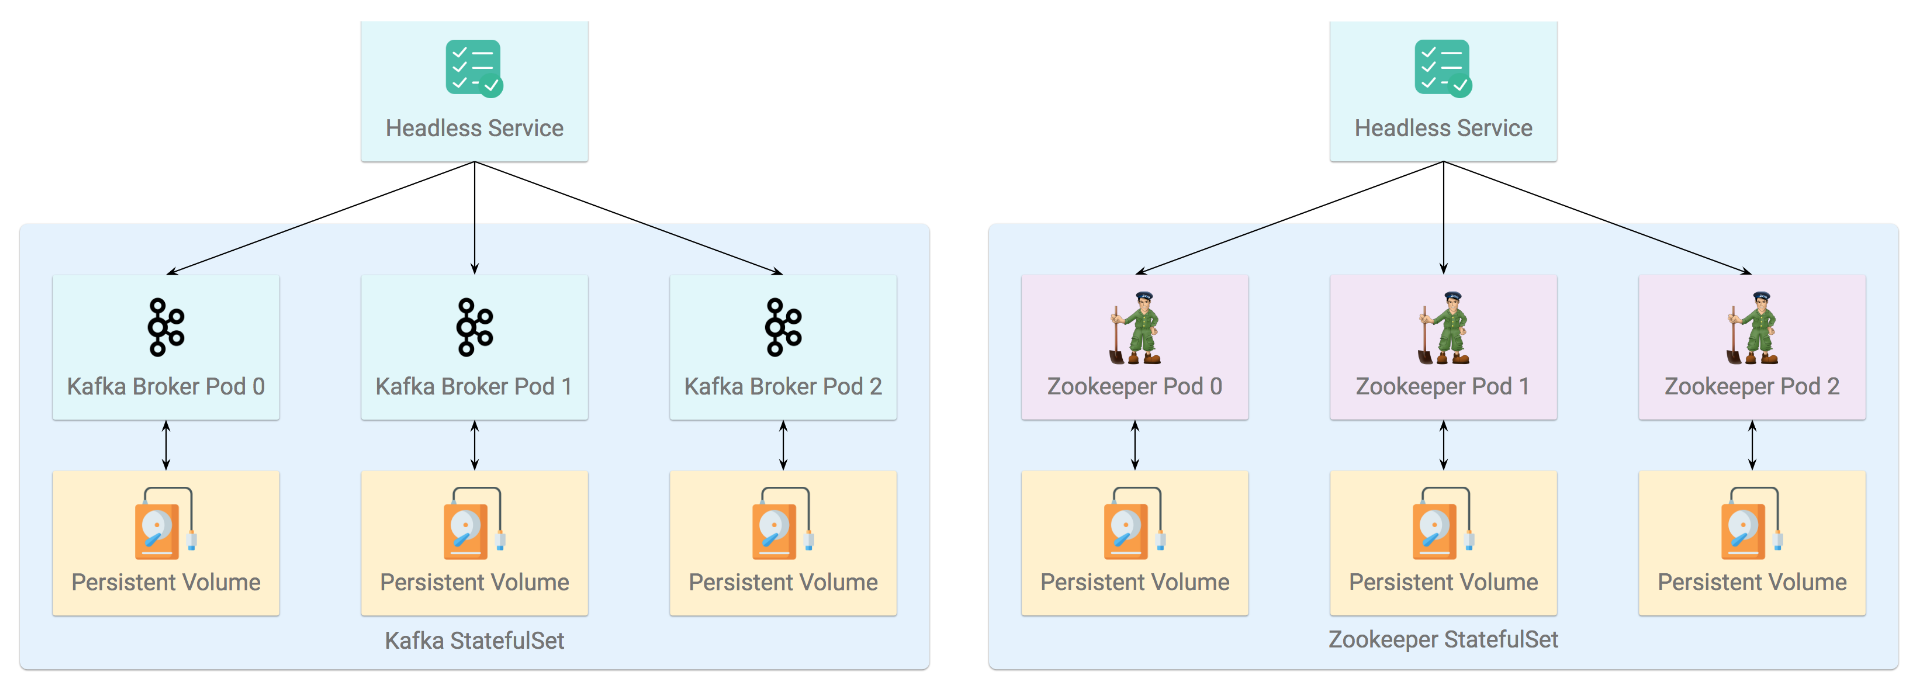 Headless Service
Headless Service
Kafka Broker Pod 0
Kafka Broker Pod 1
Kafka Broker Pod 2
Zookeeper Pod 0
Zookeeper Pod 1
Zookeeper Pod 2
Persistent Volume
Persistent Volume
Persistent Volume
Persistent Volume
Persistent Volume
Persistent Volume
Kafka StatefulSet
Zookeeper StatefulSet